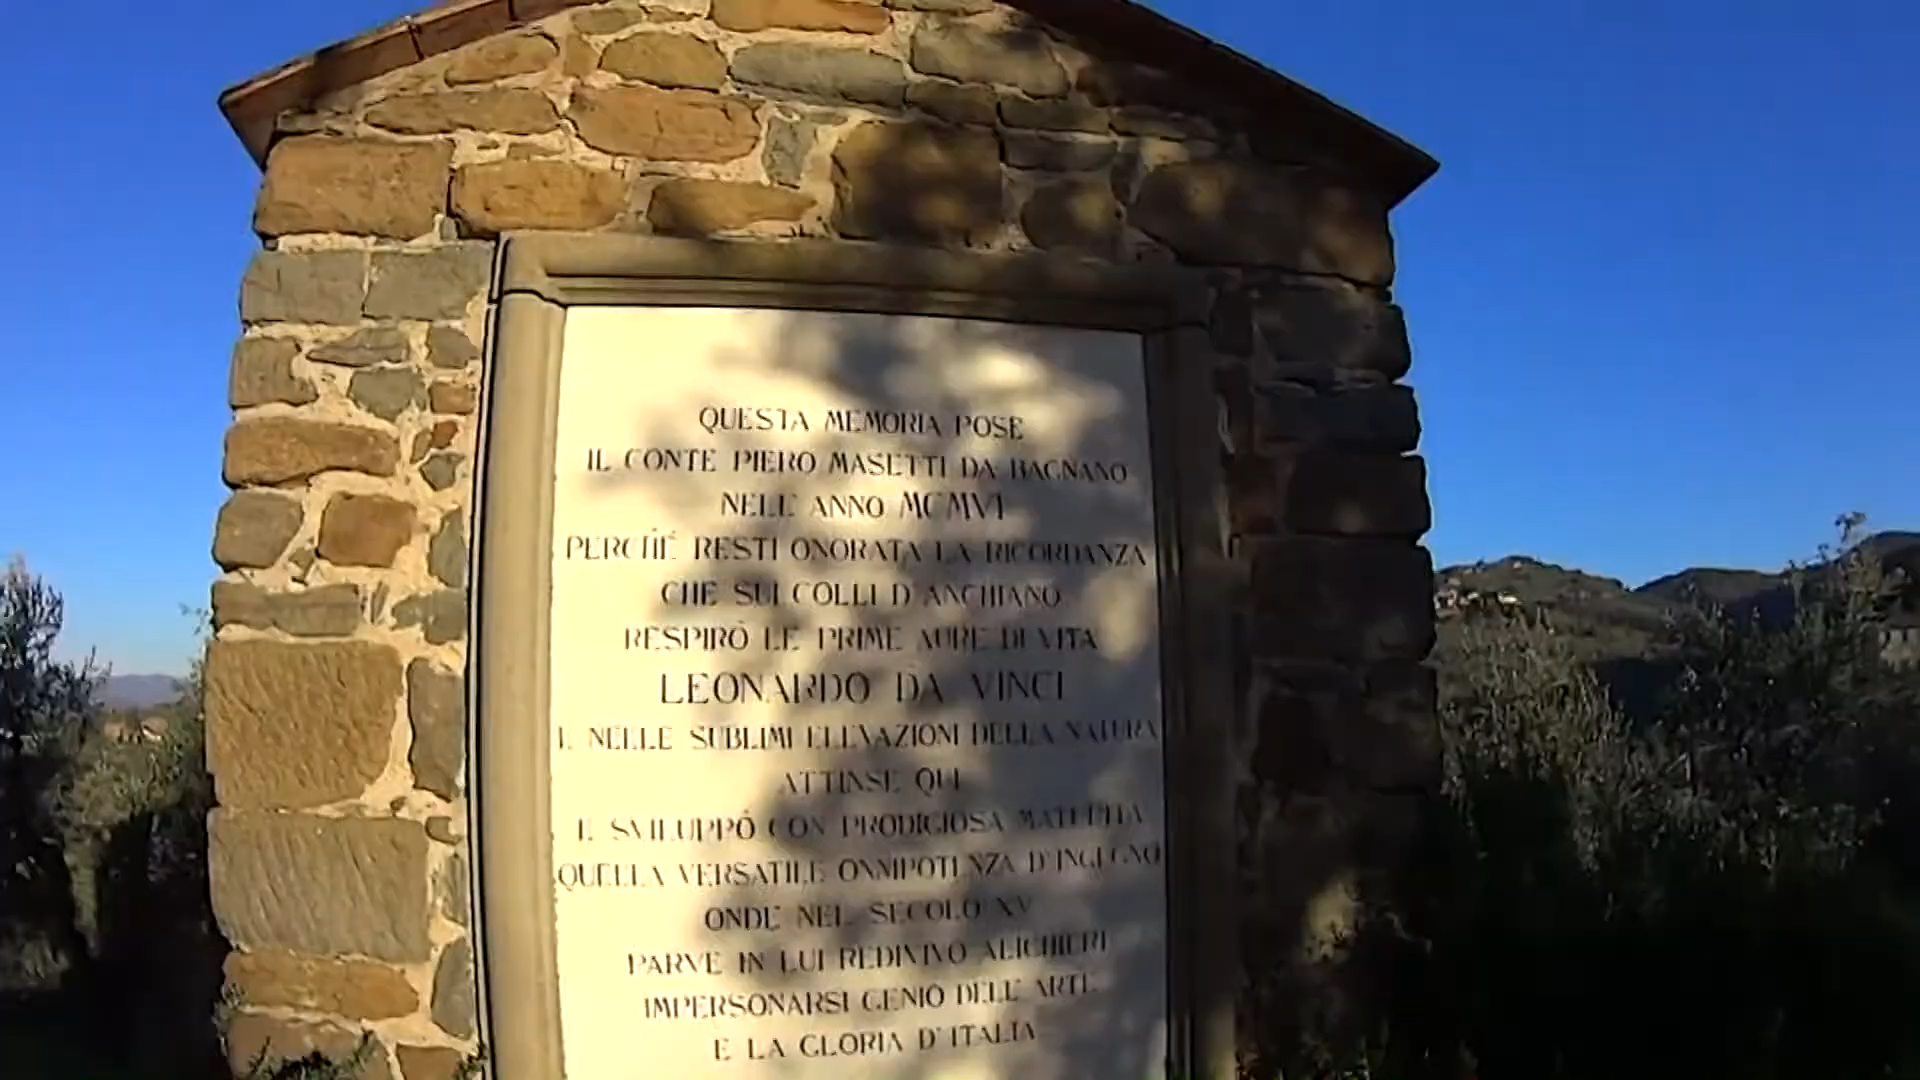 QUESTA MEMORIA POSE
IL CONTE PIERO MASETTI DA BAGNANO
NELL' ANNO MCMVI
PERCHÉ RESTI ONORATA LA RICORDANZA
CHE SUI COLLI D'ANCHIANO
RESPIRÒ LE PRIME AURE DI VITA
LEONARDO DA VINCI
E NELLE SUBLIMI ELEVAZIONI DELLA NATURA
ATTINSE QUI
E SVILUPPÒ CON PRODIGIOSA
QUELLA VERSATILE ONNIPOTENZA D'INGEGNO
ONDE NEL SECOLO XV
PARVE IN LUI REDIVIVO ALIGHIERI
IMPERSONARSI GENIO DELL' ARTE
E LA GLORIA D'ITALIA